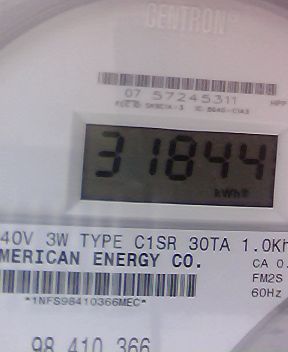 CENTRON®
07 57245311
HPP
31844
kWh
40V 3W TYPE C1SR 30TA 1.0Kh
MERICAN ENERGY CO.
CA 0.
FM2S
60Hz
*1NFS98410366MEC*
98 410 366